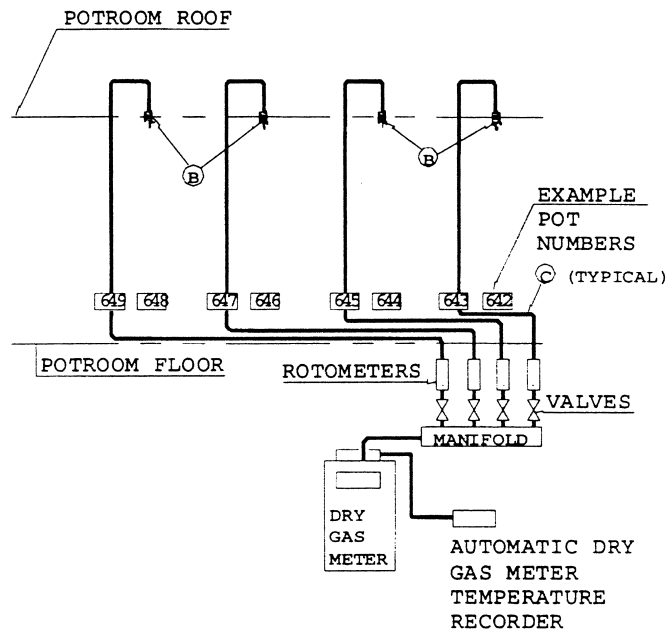 POTROOM ROOF
B
B
EXAMPLE
POT
NUMBERS
C (TYPICAL)
649 648 647 646 645 644 643 642
POTROOM FLOOR
ROTOMETERS
VALVES
MANIFOLD
DRY
GAS
METER
AUTOMATIC DRY
GAS METER
TEMPERATURE
RECORDER